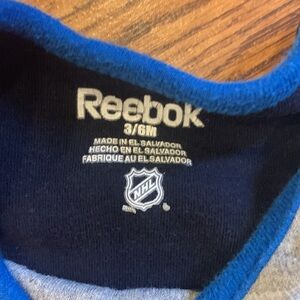 Reebok
3/6M
MADE IN EL SALVADOR
HECHO EN EL SALVADOR
FABRIQUE AU EL SALVADOR
NHL